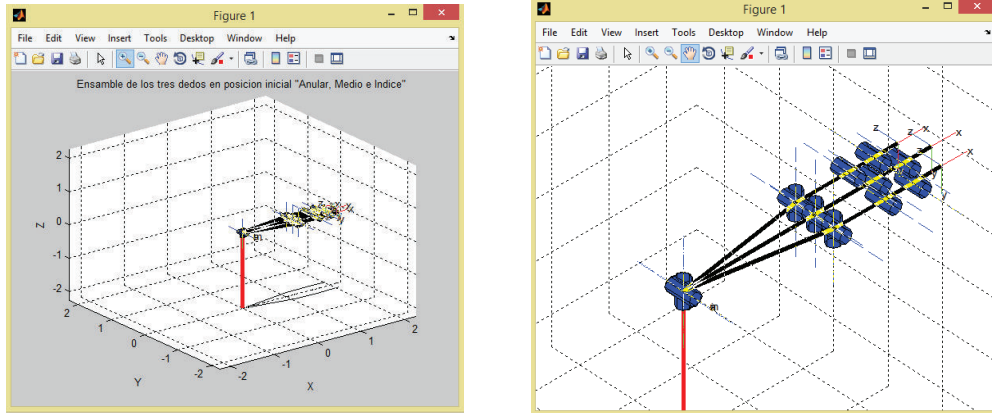 Figure 1
File Edit View Insert Tools Desktop Window Help
Ensamble de los tres dedos en posicion inicial "Anular, Medio e Indice"
2
1
0
-1
-2
Z
2
1
0
-1
-2
Y
-2
-1
0
1
2
X
Figure 1
File Edit View Insert Tools Desktop Window Help
z
z x
z x
x
y
y